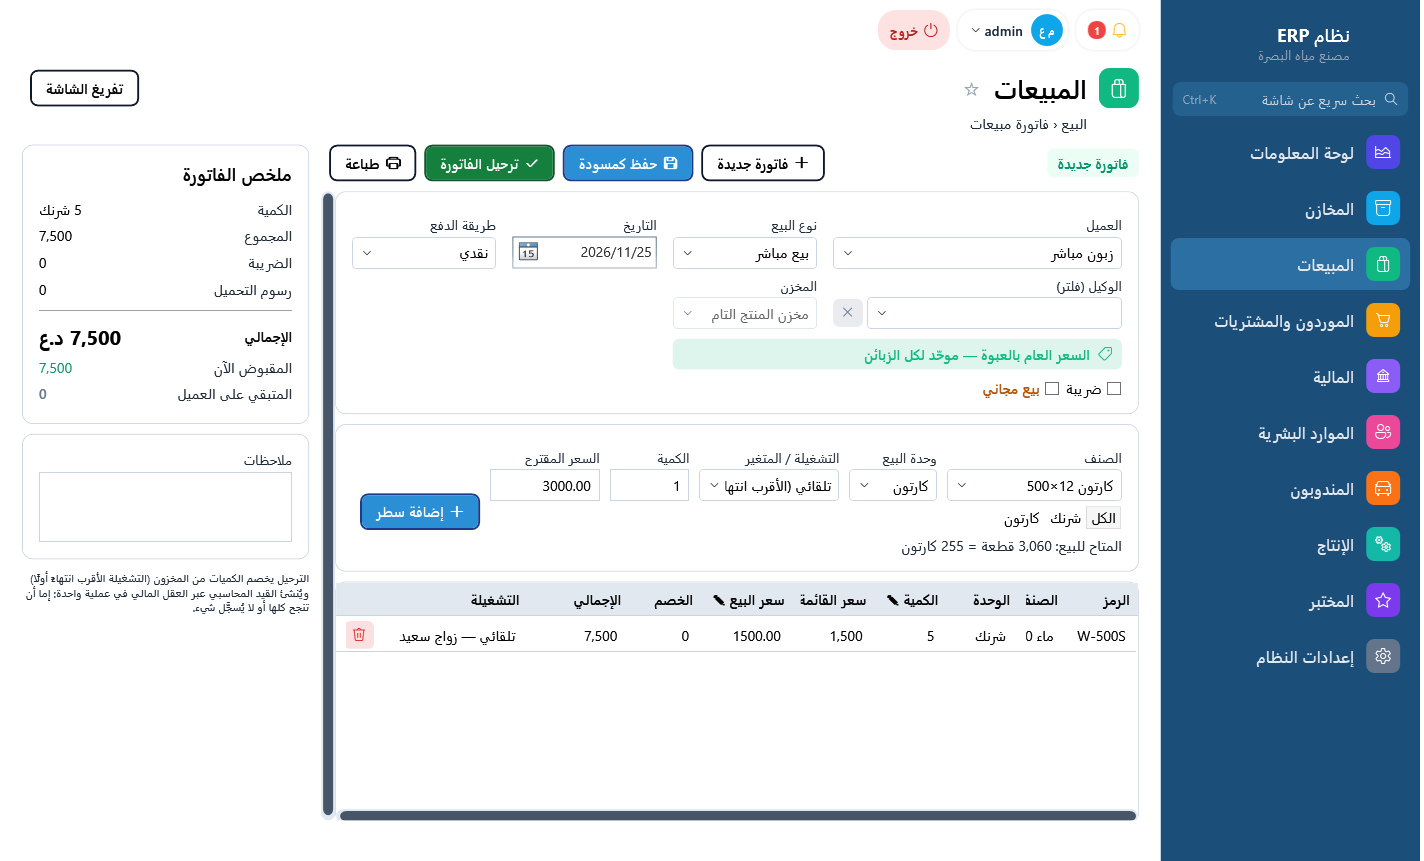 نظام ERP
مصنع مياه البصرة
بحث سريع عن شاشة Ctrl+K
لوحة المعلومات
المخازن
المبيعات
الموردون والمشتريات
المالية
الموارد البشرية
المندوبون
الإنتاج
المختبر
إعدادات النظام
1
م ع admin
خروج
المبيعات
البيع › فاتورة مبيعات
تفريغ الشاشة
فاتورة جديدة
فاتورة جديدة
حفظ كمسودة
ترحيل الفاتورة
طباعة
العميل نوع البيع التاريخ طريقة الدفع
زبون مباشر بيع مباشر 2026/11/25 15 نقدي
الوكيل (فلتر) المخزن
مخزن المنتج التام
السعر العام بالعبوة — موحّد لكل الزبائن
ضريبة بيع مجاني
الصنف وحدة البيع التشغيلة / المتغير الكمية السعر المقترح
كارتون 12×500 كارتون تلقائي (الأقرب انتها 1 3000.00
إضافة سطر
الكل شرنك كارتون
المتاح للبيع: 3,060 قطعة = 255 كارتون
الرمز الصنف الوحدة الكمية سعر القائمة سعر البيع الخصم الإجمالي التشغيلة
W-500S ماء 0 شرنك 5 1,500 1500.00 0 7,500 تلقائي — زواج سعيد
ملخص الفاتورة
الكمية 5 شرنك
المجموع 7,500
الضريبة 0
رسوم التحميل 0
الإجمالي 7,500 د.ع
المقبوض الآن 7,500
المتبقي على العميل 0
ملاحظات
الترحيل يخصم الكميات من المخزون (التشغيلة الأقرب انتهاءً أولًا)
ويُنشئ القيد المحاسبي عبر العقل المالي في عملية واحدة: إما أن
تنجح كلها أو لا يُسجَّل شيء.